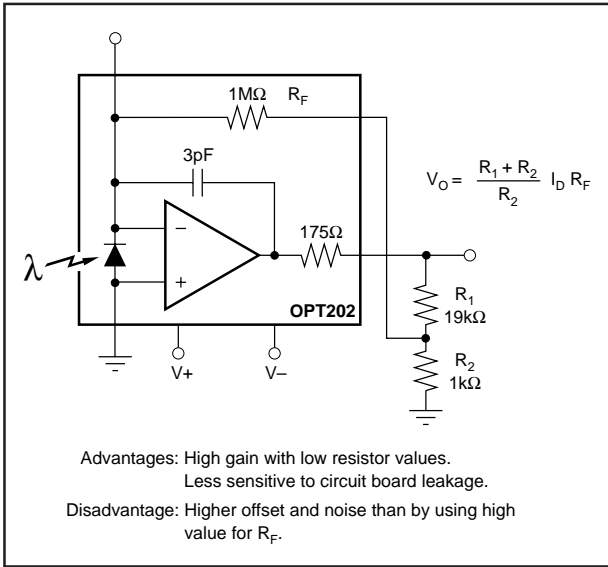 1MΩ R_F
3pF
λ
−
+
175Ω
OPT202
V+
V–
V_O = (R_1 + R_2) / R_2 I_D R_F
R_1
19kΩ
R_2
1kΩ
Advantages: High gain with low resistor values.
Less sensitive to circuit board leakage.
Disadvantage: Higher offset and noise than by using high
value for R_F.